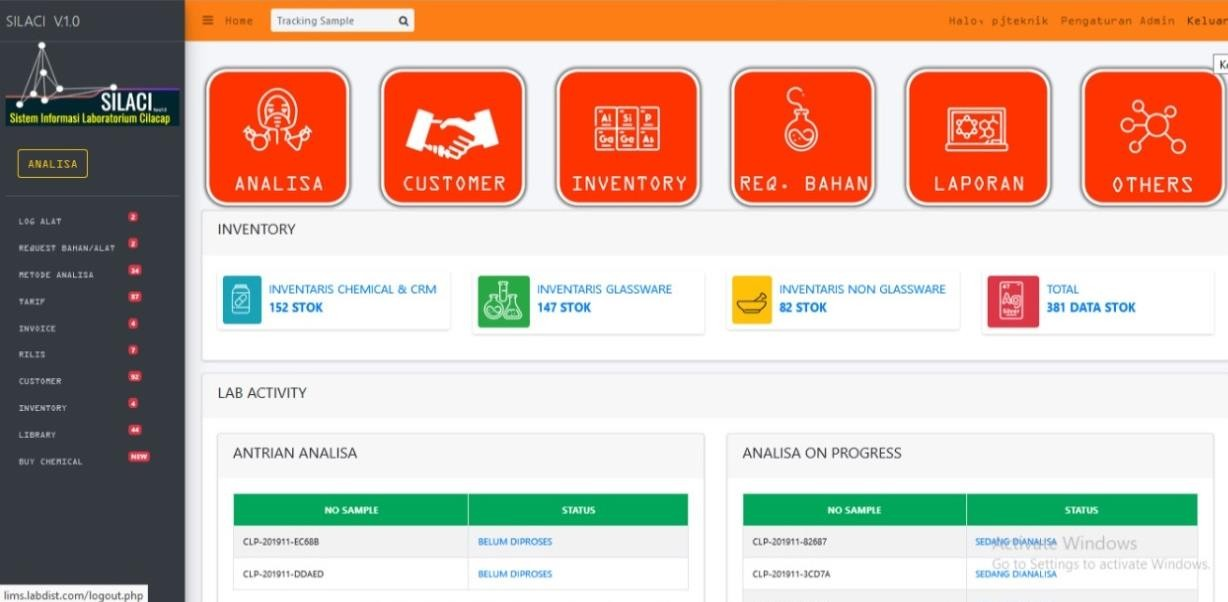 SILACI V.1.0
Home
Tracking Sample
Halo, pjteknik Pengaturan Admin Keluar
SILACI
Sistem Informasi Laboratorium Cilacap
ANALISA
LOG ALAT 2
REQUEST BAHAN/ALAT 2
METODE ANALISA 34
TARIF 87
INVOICE 4
RILIS 7
CUSTOMER 92
INVENTORY 4
LIBRARY 44
BUY CHEMICAL NEW
ANALISA
CUSTOMER
Al Si P
Ga Ge As
INVENTORY
REQ. BAHAN
LAPORAN
OTHERS
INVENTORY
INVENTARIS CHEMICAL & CRM
152 STOK
INVENTARIS GLASSWARE
147 STOK
INVENTARIS NON GLASSWARE
82 STOK
47
Ag
Silver
TOTAL
381 DATA STOK
LAB ACTIVITY
ANTRIAN ANALISA
NO SAMPLE STATUS
CLP-201911-EC68B BELUM DIPROSES
CLP-201911-DDAED BELUM DIPROSES
ANALISA ON PROGRESS
NO SAMPLE STATUS
CLP-201911-82687 SEDANG DIANALISA
CLP-201911-3CD7A SEDANG DIANALISA
Activate Windows
Go to Settings to activate Windows.
lims.labdist.com/logout.php